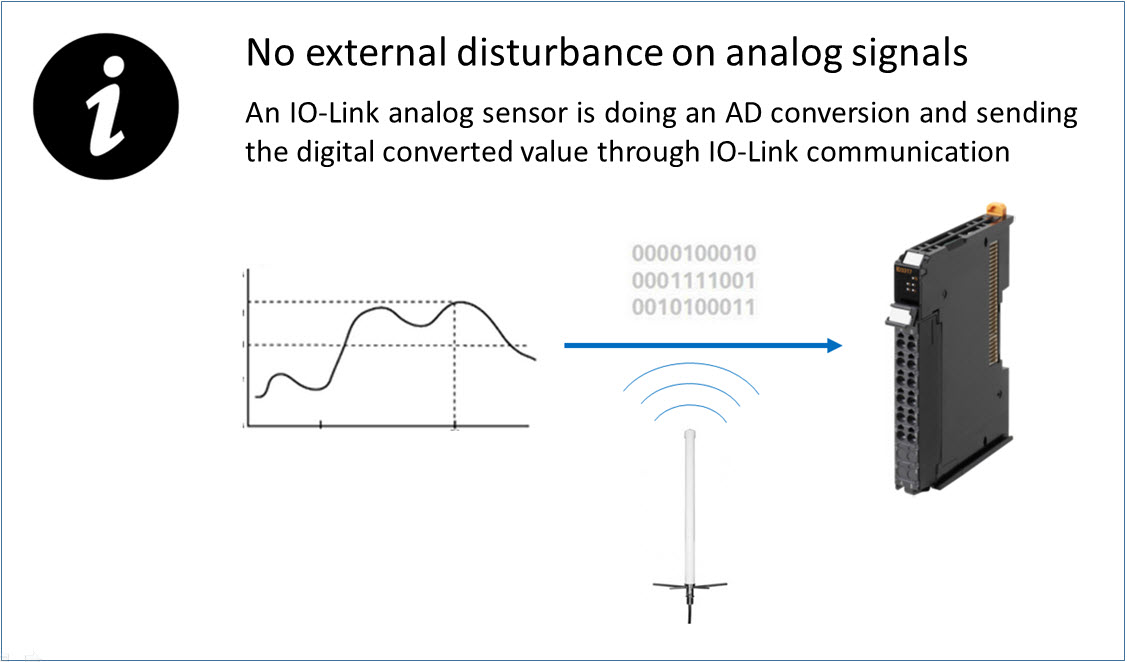 No external disturbance on analog signals
An IO-Link analog sensor is doing an AD conversion and sending
the digital converted value through IO-Link communication
0000100010
0001111001
0010100011